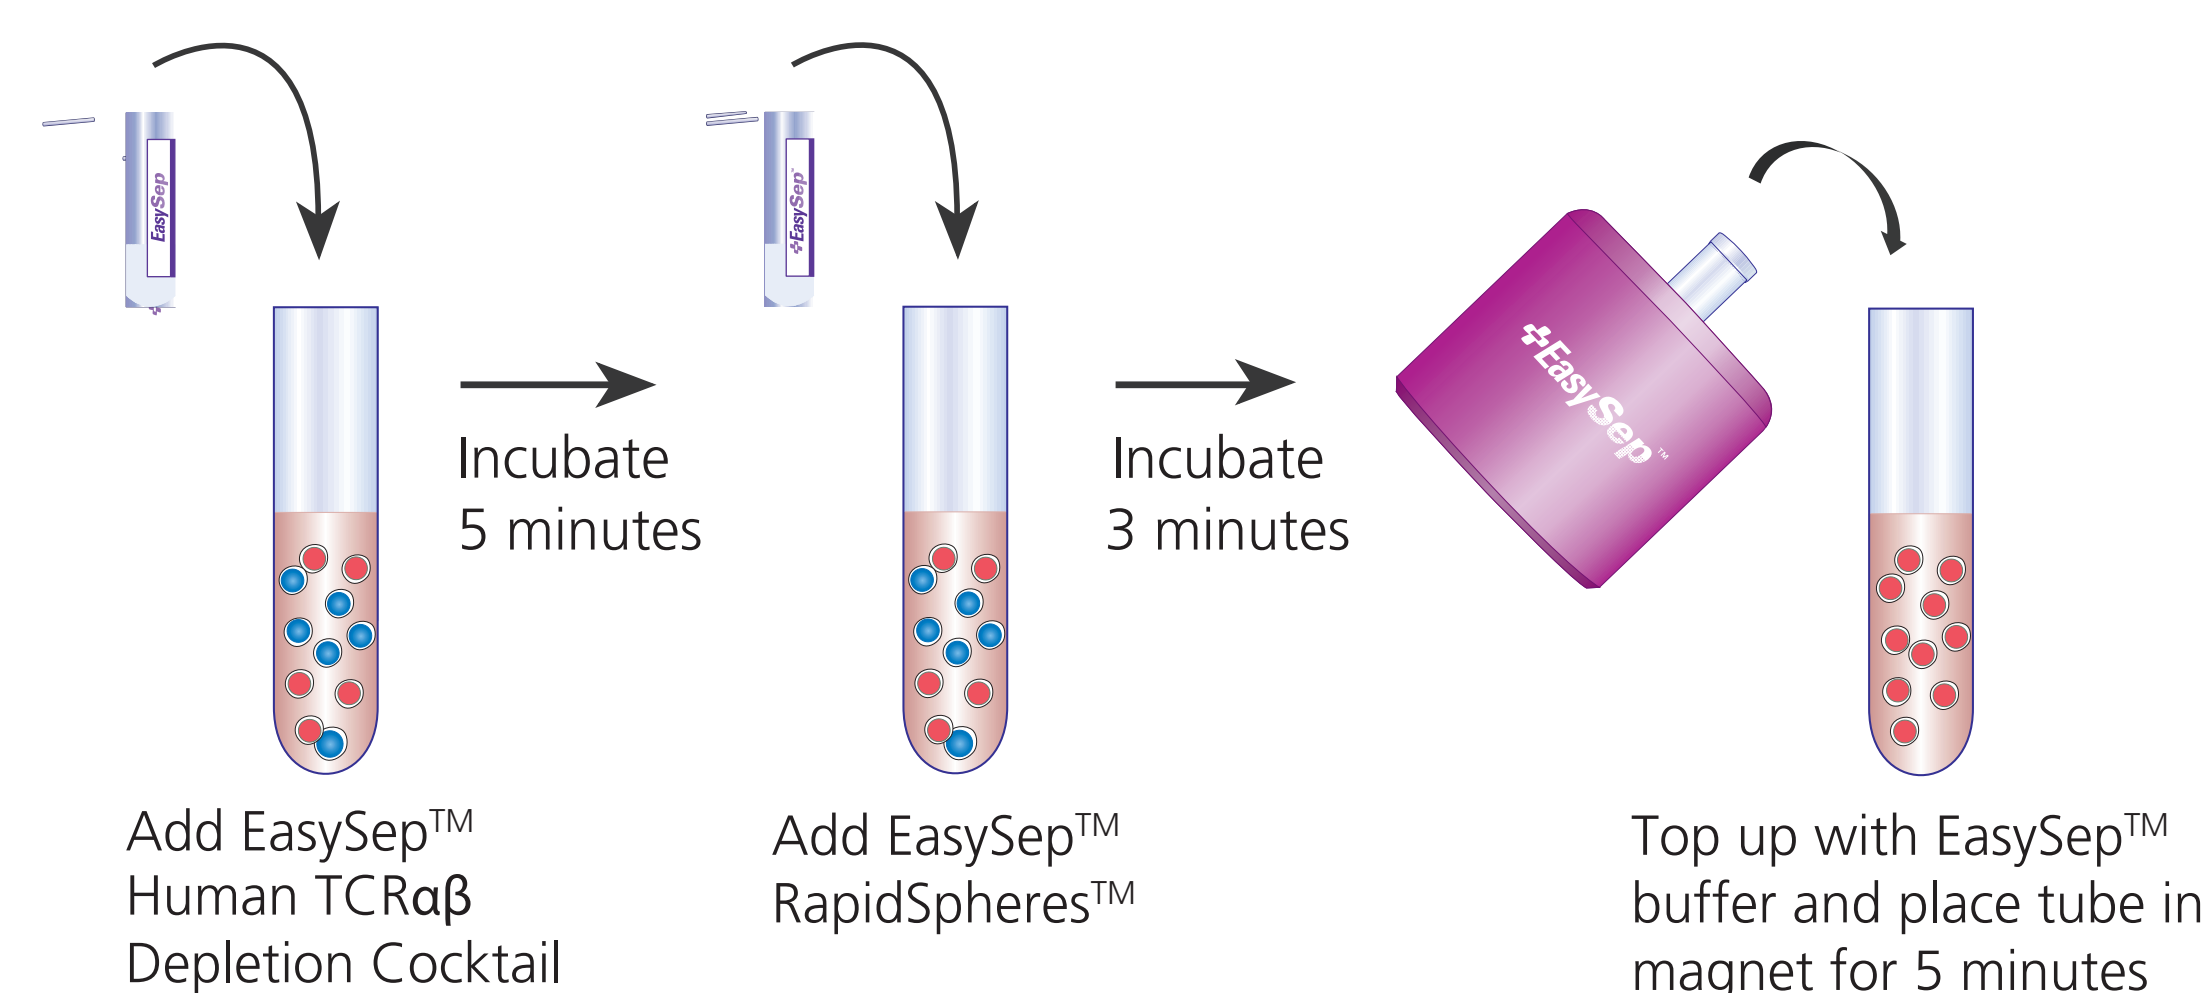 EasySep
EasySep™
EasySep™
Incubate
5 minutes
Incubate
3 minutes
Add EasySep™
Human TCRαβ
Depletion Cocktail
Add EasySep™
RapidSpheres™
Top up with EasySep™
buffer and place tube in
magnet for 5 minutes